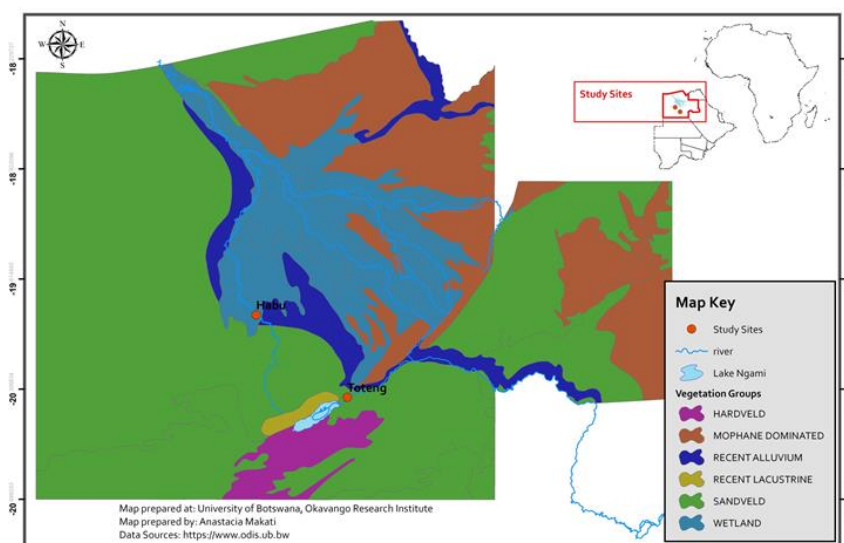 N
W E
S
-18
-18
-19
-20
-20
Study Sites
Habu
Toteng
Map Key
Study Sites
river
Lake Ngami
Vegetation Groups
HARDVELD
MOPHANE DOMINATED
RECENT ALLUVIUM
RECENT LACUSTRINE
SANDVELD
WETLAND
Map prepared at: University of Botswana, Okavango Research Institute
Map prepared by: Anastacia Makati
Data Sources: https://www.odis.ub.bw